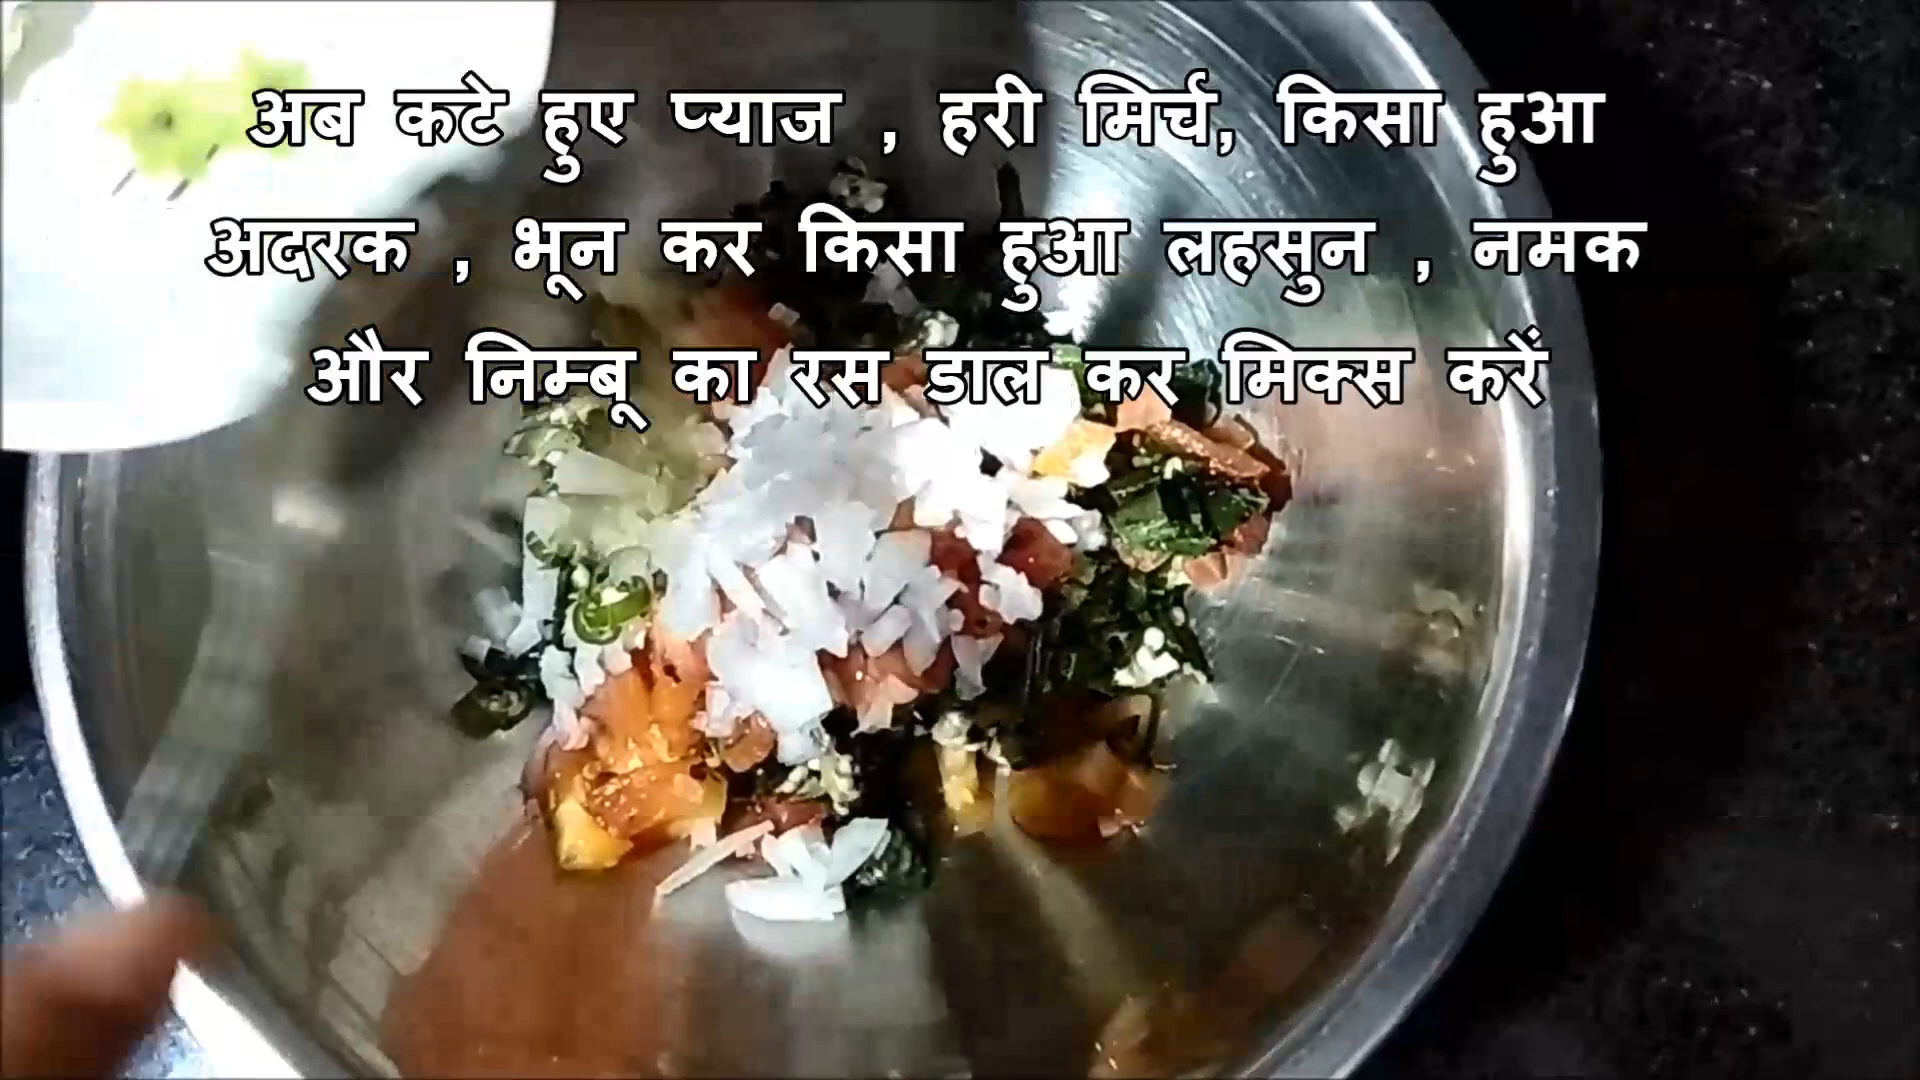 अब कटे हुए प्याज , हरी मिर्च, किसा हुआ
अदरक , भून कर किसा हुआ लहसुन , नमक
और निम्बू का रस डाल कर मिक्स करें